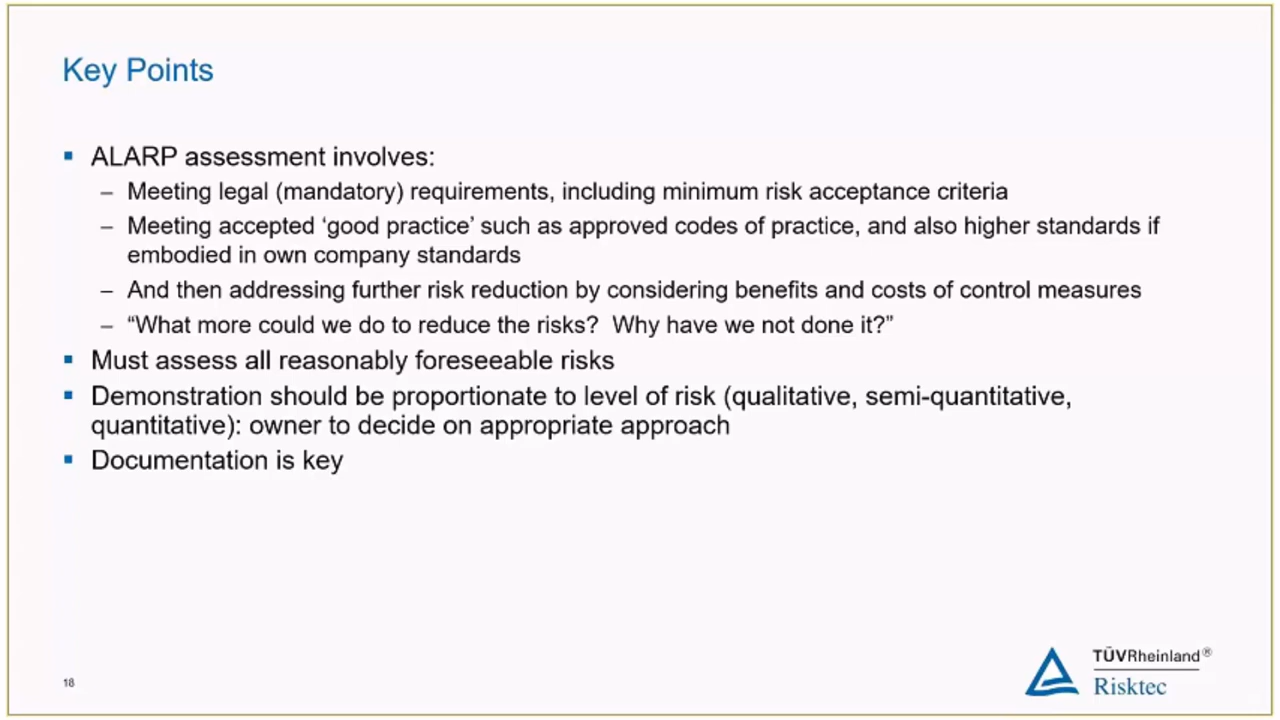 Key Points
▪ ALARP assessment involves:
– Meeting legal (mandatory) requirements, including minimum risk acceptance criteria
– Meeting accepted ‘good practice’ such as approved codes of practice, and also higher standards if
embodied in own company standards
– And then addressing further risk reduction by considering benefits and costs of control measures
– “What more could we do to reduce the risks?  Why have we not done it?”
▪ Must assess all reasonably foreseeable risks
▪ Demonstration should be proportionate to level of risk (qualitative, semi-quantitative,
quantitative): owner to decide on appropriate approach
▪ Documentation is key
18
TÜVRheinland®
Risktec